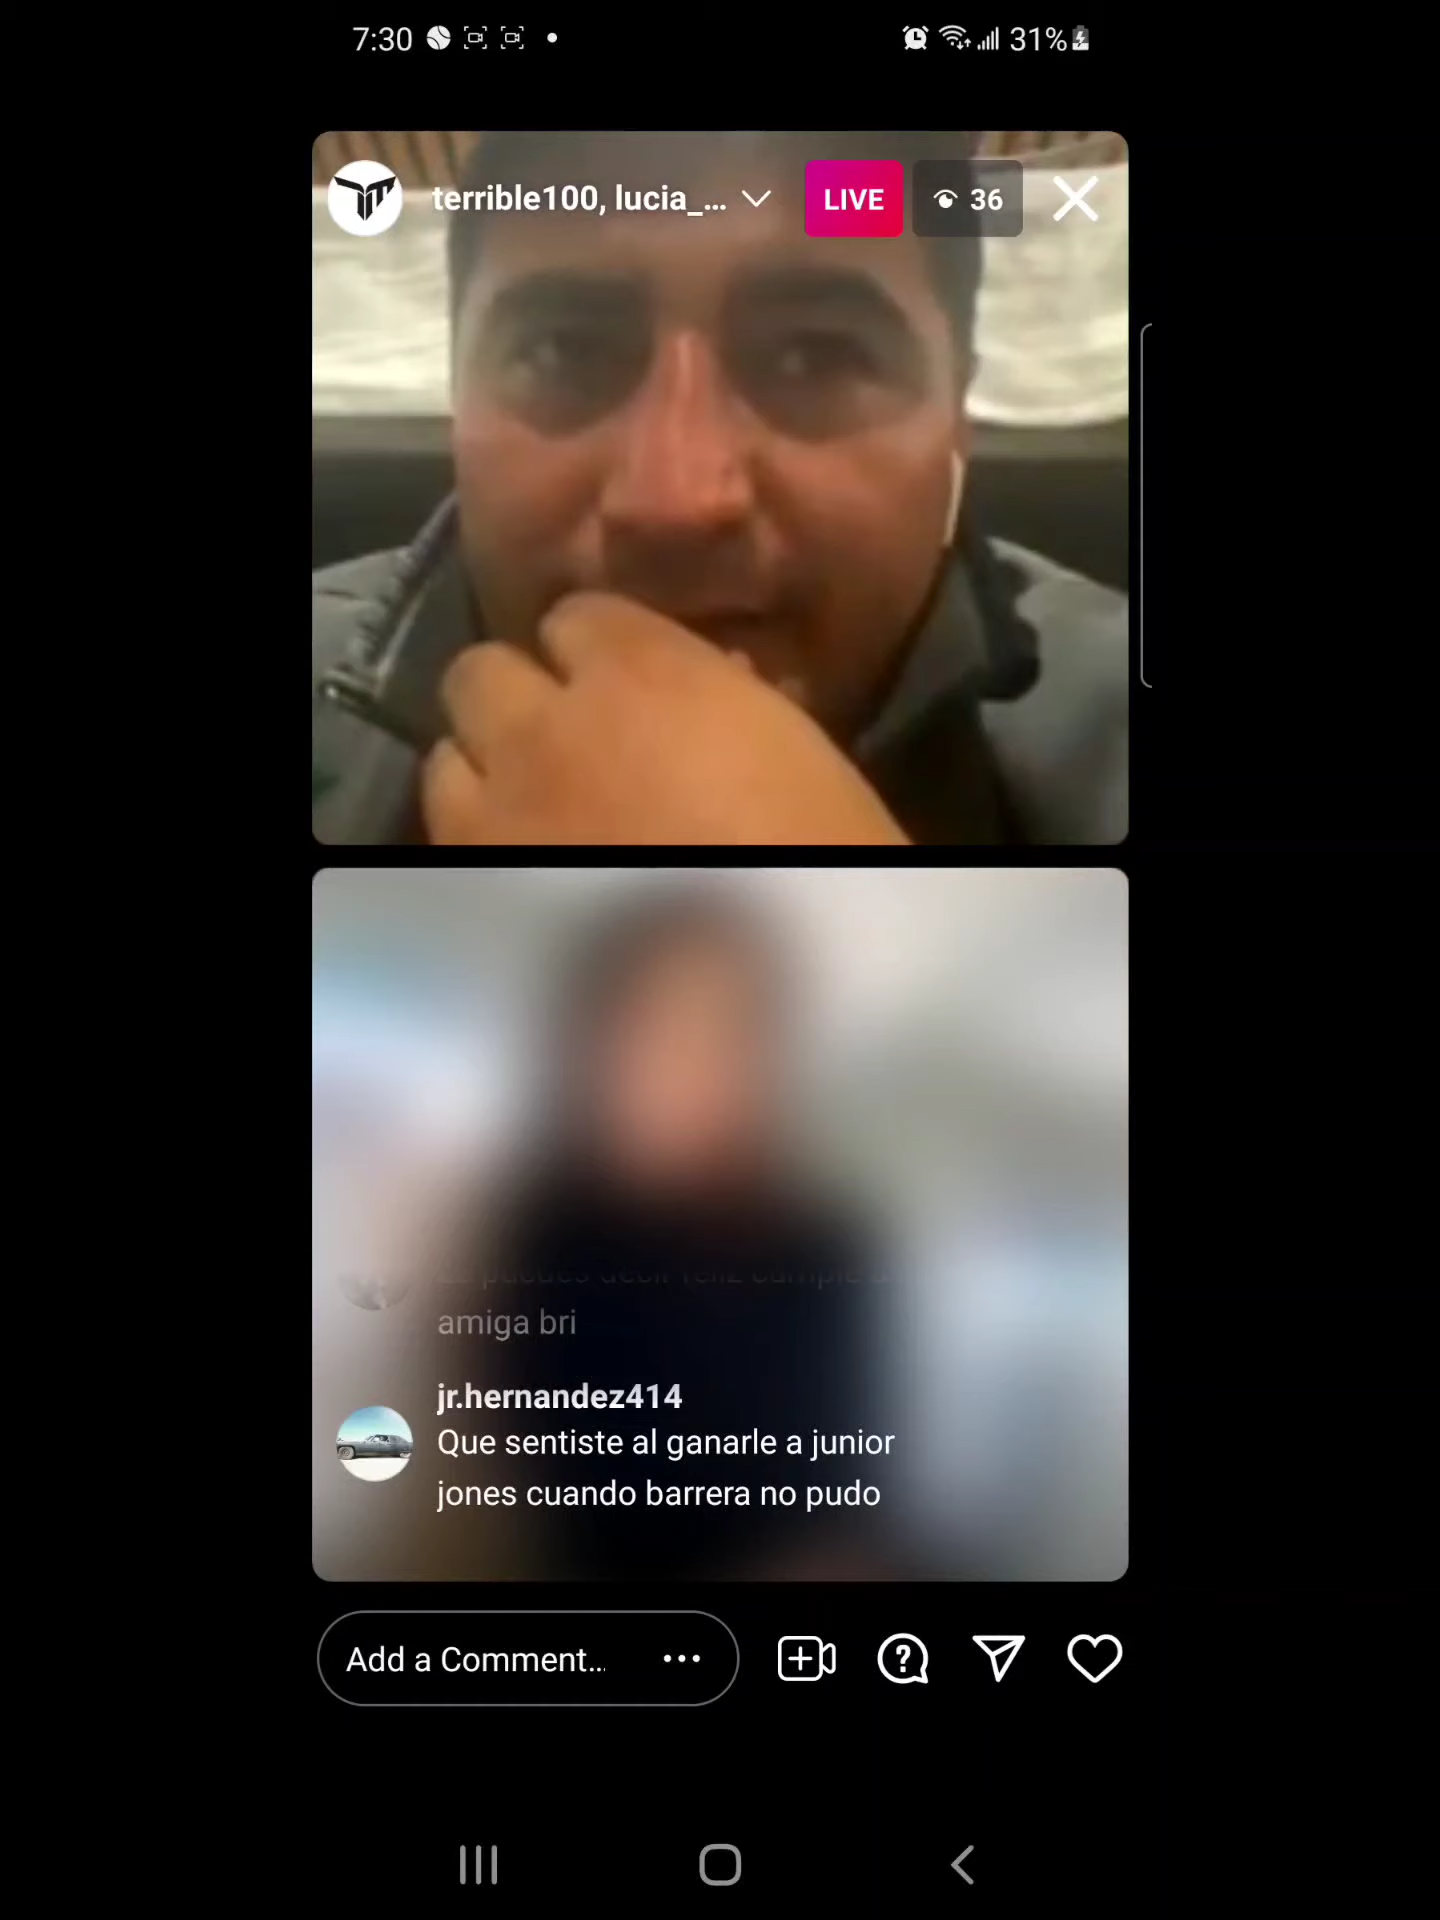 7:30
31%
terrible100, lucia_...
LIVE
36
amiga bri
jr.hernandez414
Que sentiste al ganarle a junior
jones cuando barrera no pudo
Add a Comment...